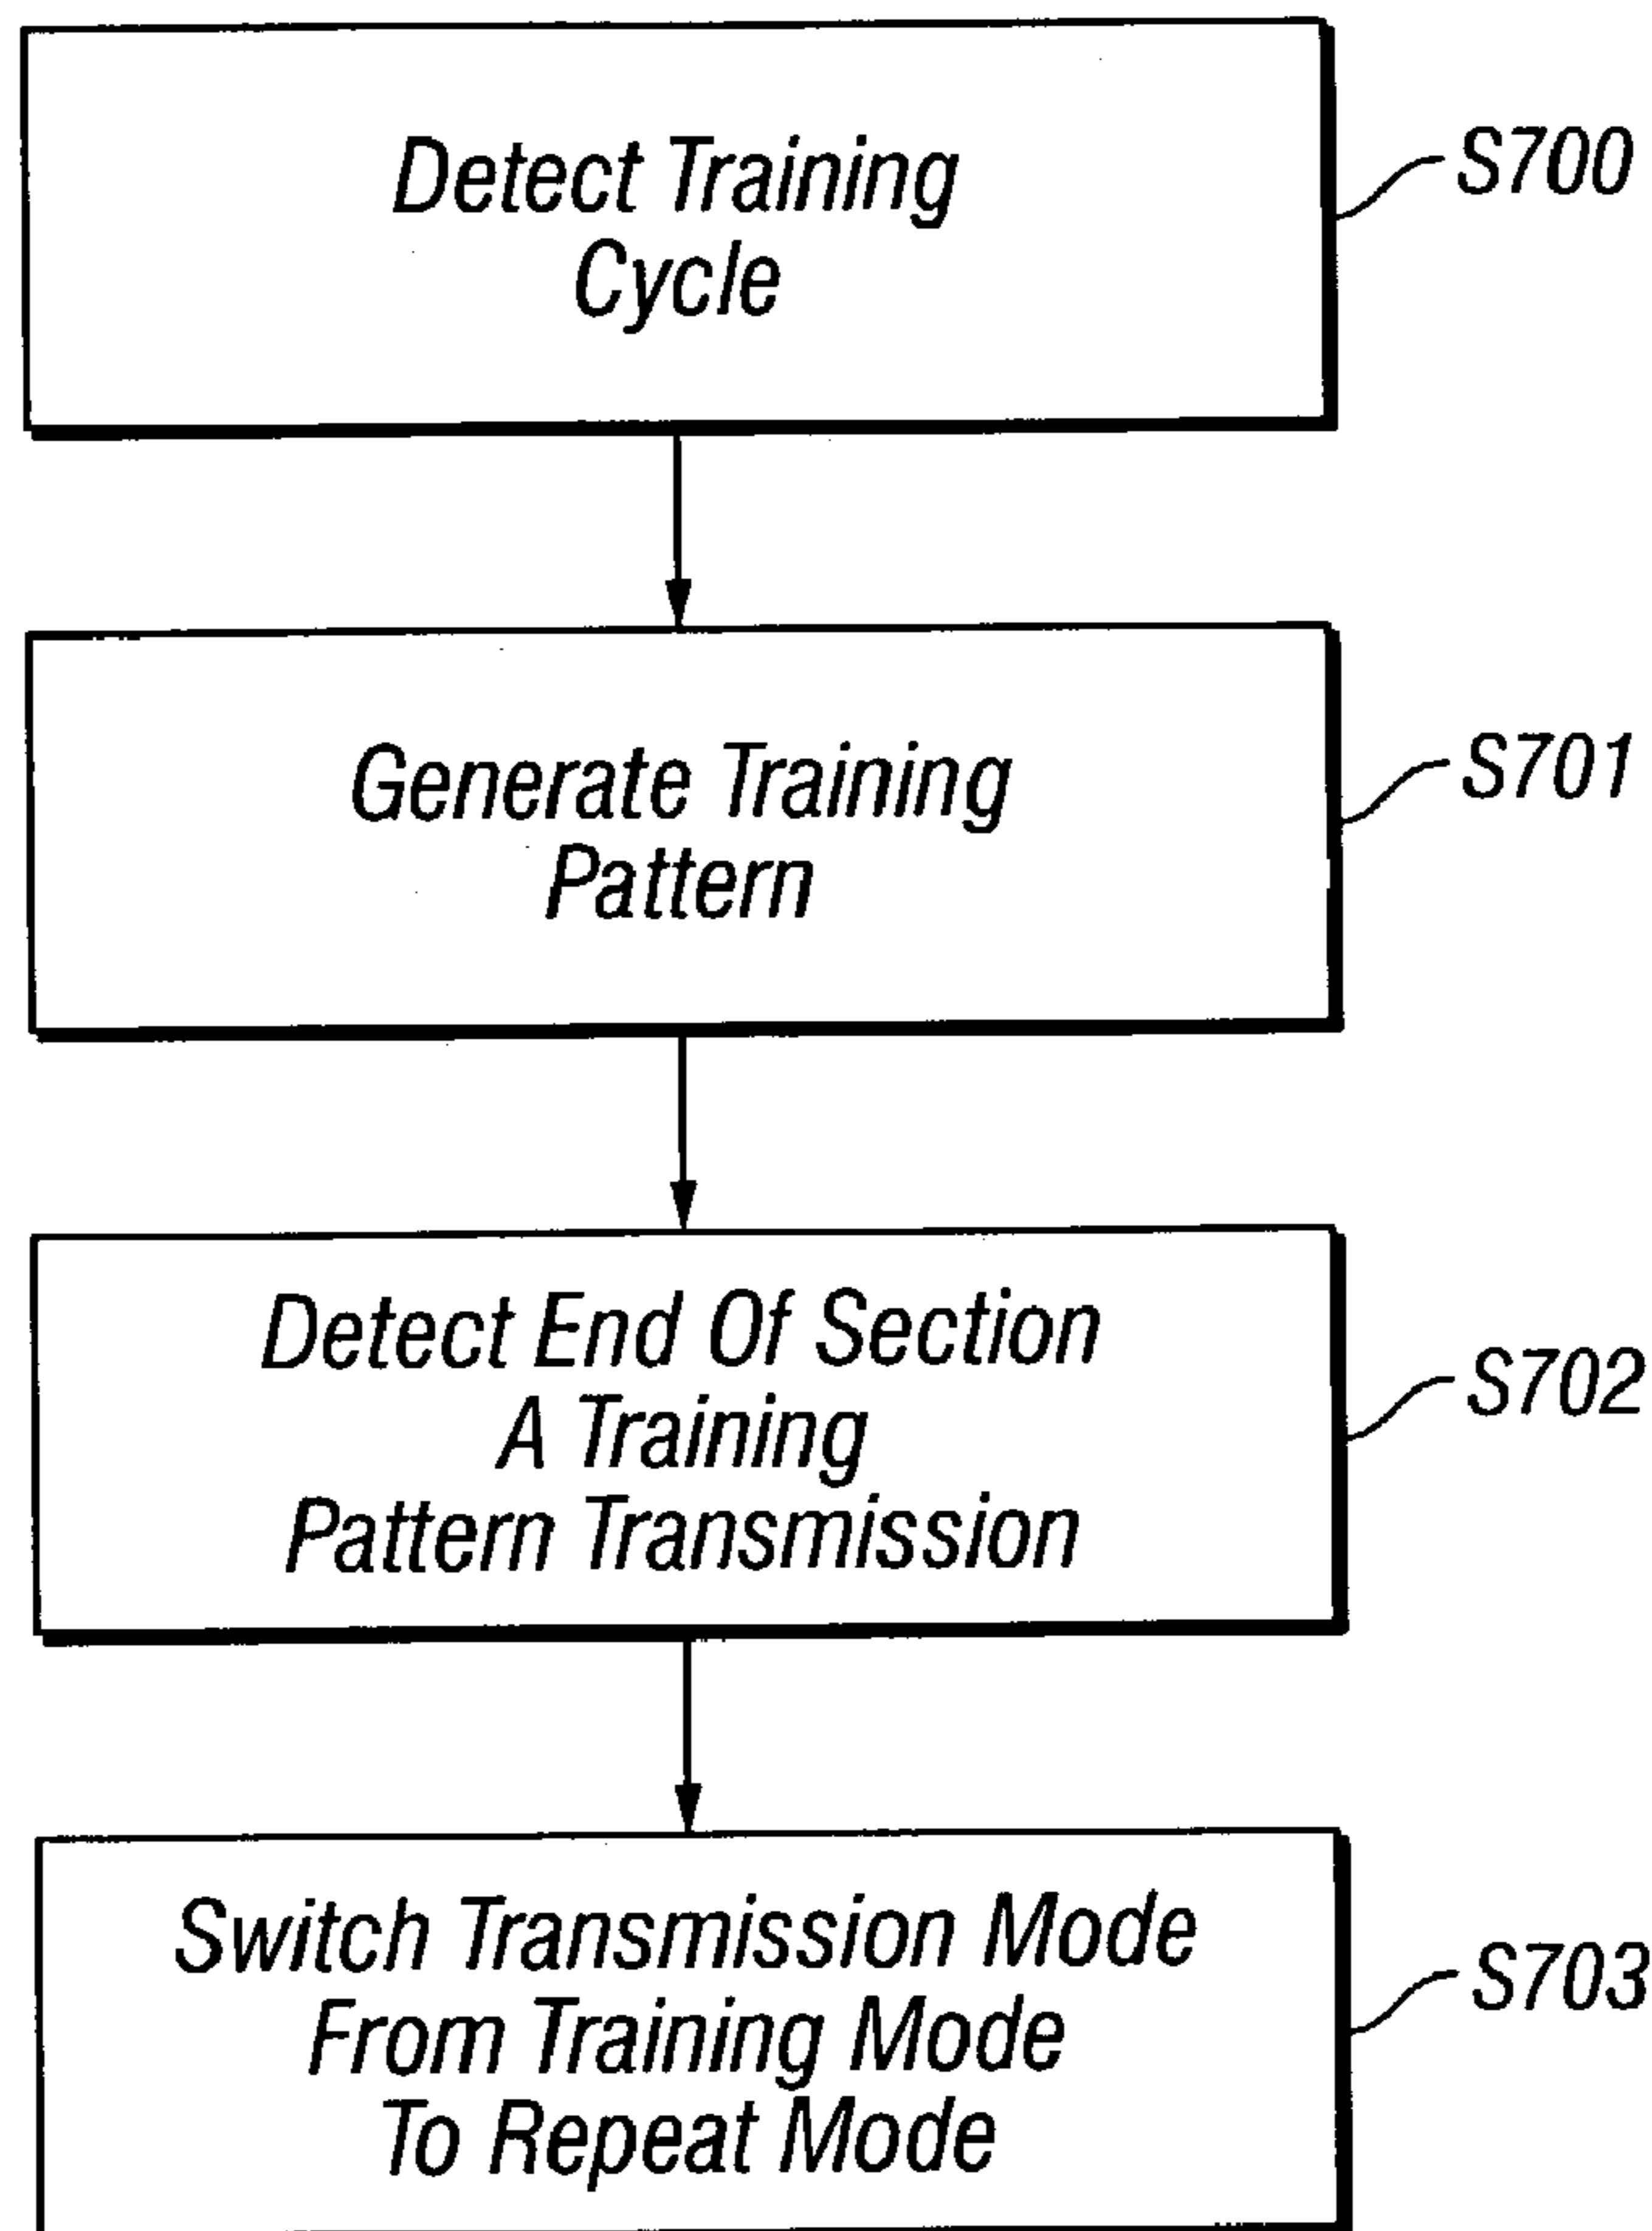 Detect Training
Cycle
S700
Generate Training
Pattern
S701
Detect End Of Section
A Training
Pattern Transmission
S702
Switch Transmission Mode
From Training Mode
To Repeat Mode
S703